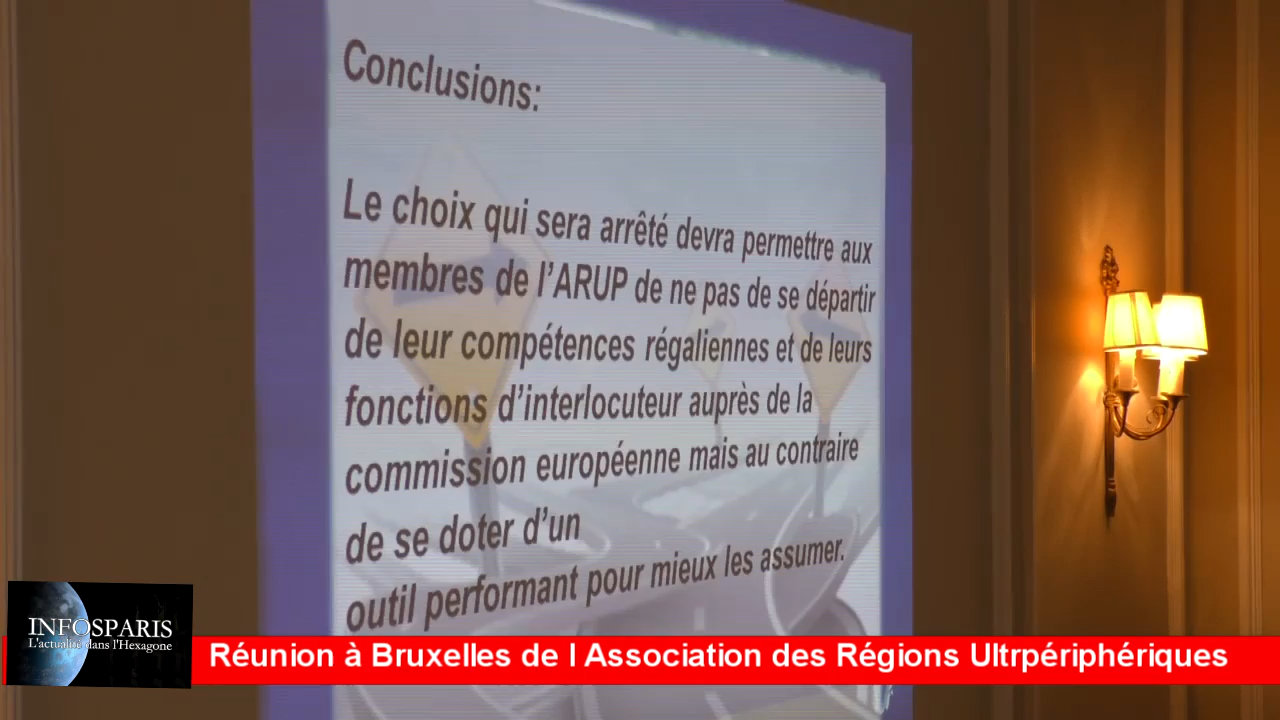 Conclusions:
Le choix qui sera arrêté devra permettre aux
membres de l'ARUP de ne pas de se départir
de leur compétences régaliennes et de leurs
fonctions d'interlocuteur auprès de la
commission européenne mais au contraire
de se doter d'un
outil performant pour mieux les assumer.
INFOSPARIS
L'actualité dans l'Hexagone
Réunion à Bruxelles de l Association des Régions Ultrpériphériques